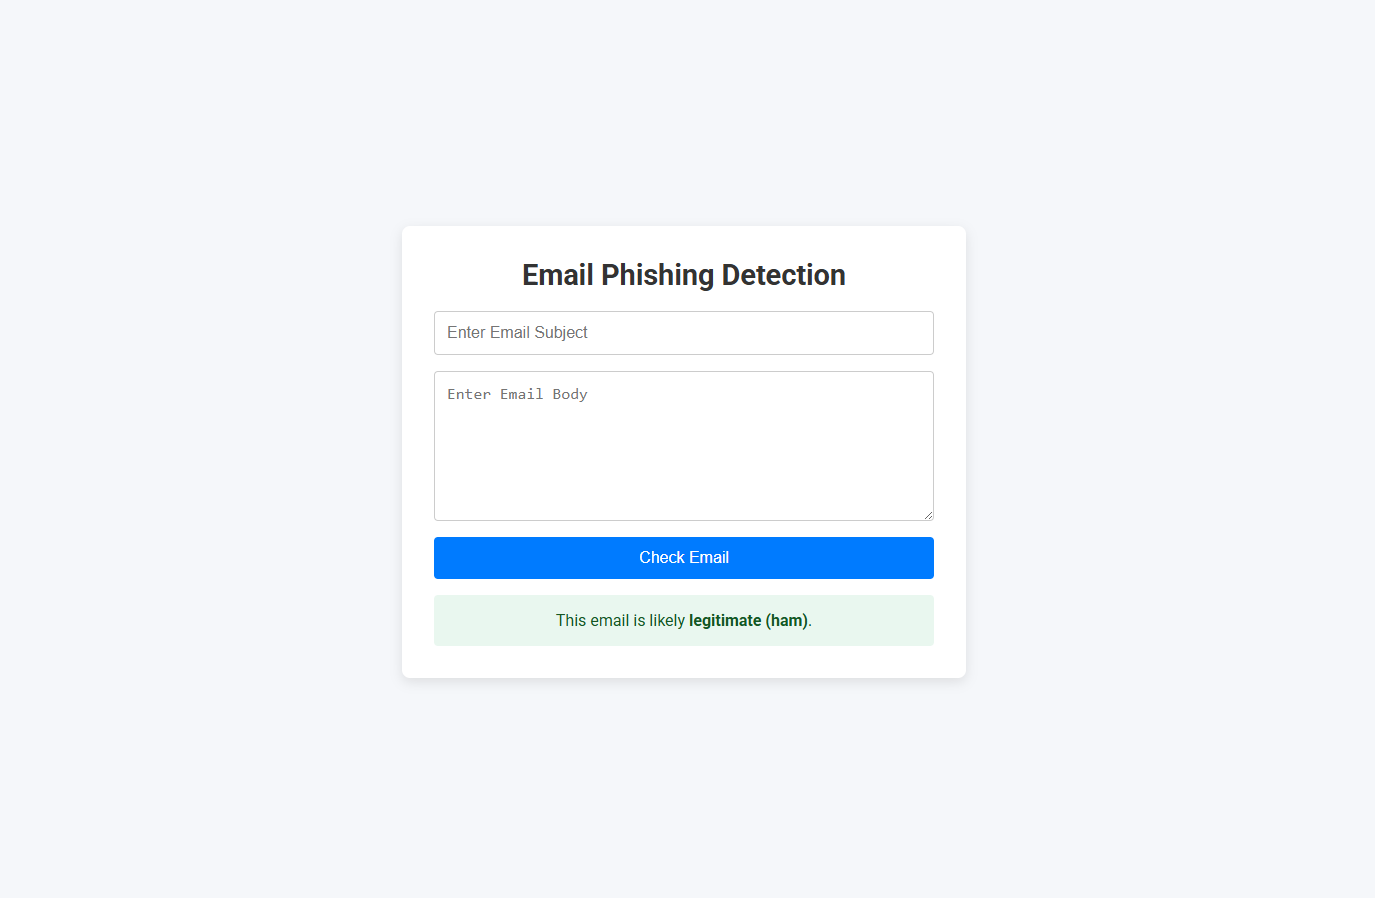 Email Phishing Detection
Enter Email Subject
Enter Email Body
Check Email
This email is likely legitimate (ham).